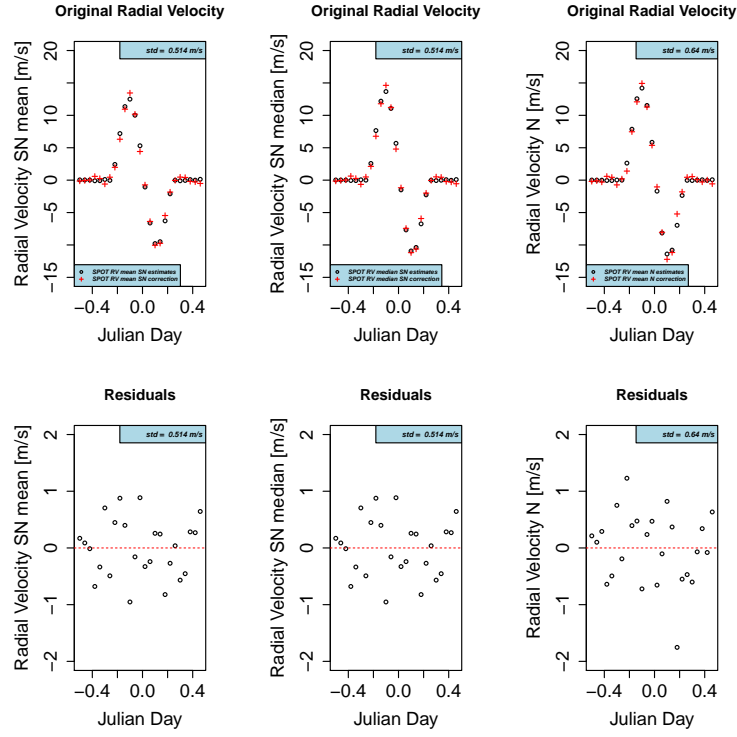 Original Radial Velocity
Original Radial Velocity
Original Radial Velocity
Radial Velocity SN mean [m/s]
20
10
5
0
−5
−15
std = 0.514 m/s
SPOT RV mean SN estimates
SPOT RV mean SN correction
−0.4 0.0 0.4
Julian Day
Radial Velocity SN median [m/s]
20
10
5
0
−5
−15
std = 0.514 m/s
SPOT RV median SN estimates
SPOT RV median SN correction
−0.4 0.0 0.4
Julian Day
Radial Velocity N [m/s]
20
10
5
0
−5
−15
std = 0.64 m/s
SPOT RV mean N estimates
SPOT RV mean N correction
−0.4 0.0 0.4
Julian Day
Residuals
Residuals
Residuals
Radial Velocity SN mean [m/s]
2
1
0
−1
−2
std = 0.514 m/s
−0.4 0.0 0.4
Julian Day
Radial Velocity SN median [m/s]
2
1
0
−1
−2
std = 0.514 m/s
−0.4 0.0 0.4
Julian Day
Radial Velocity N [m/s]
2
1
0
−1
−2
std = 0.64 m/s
−0.4 0.0 0.4
Julian Day